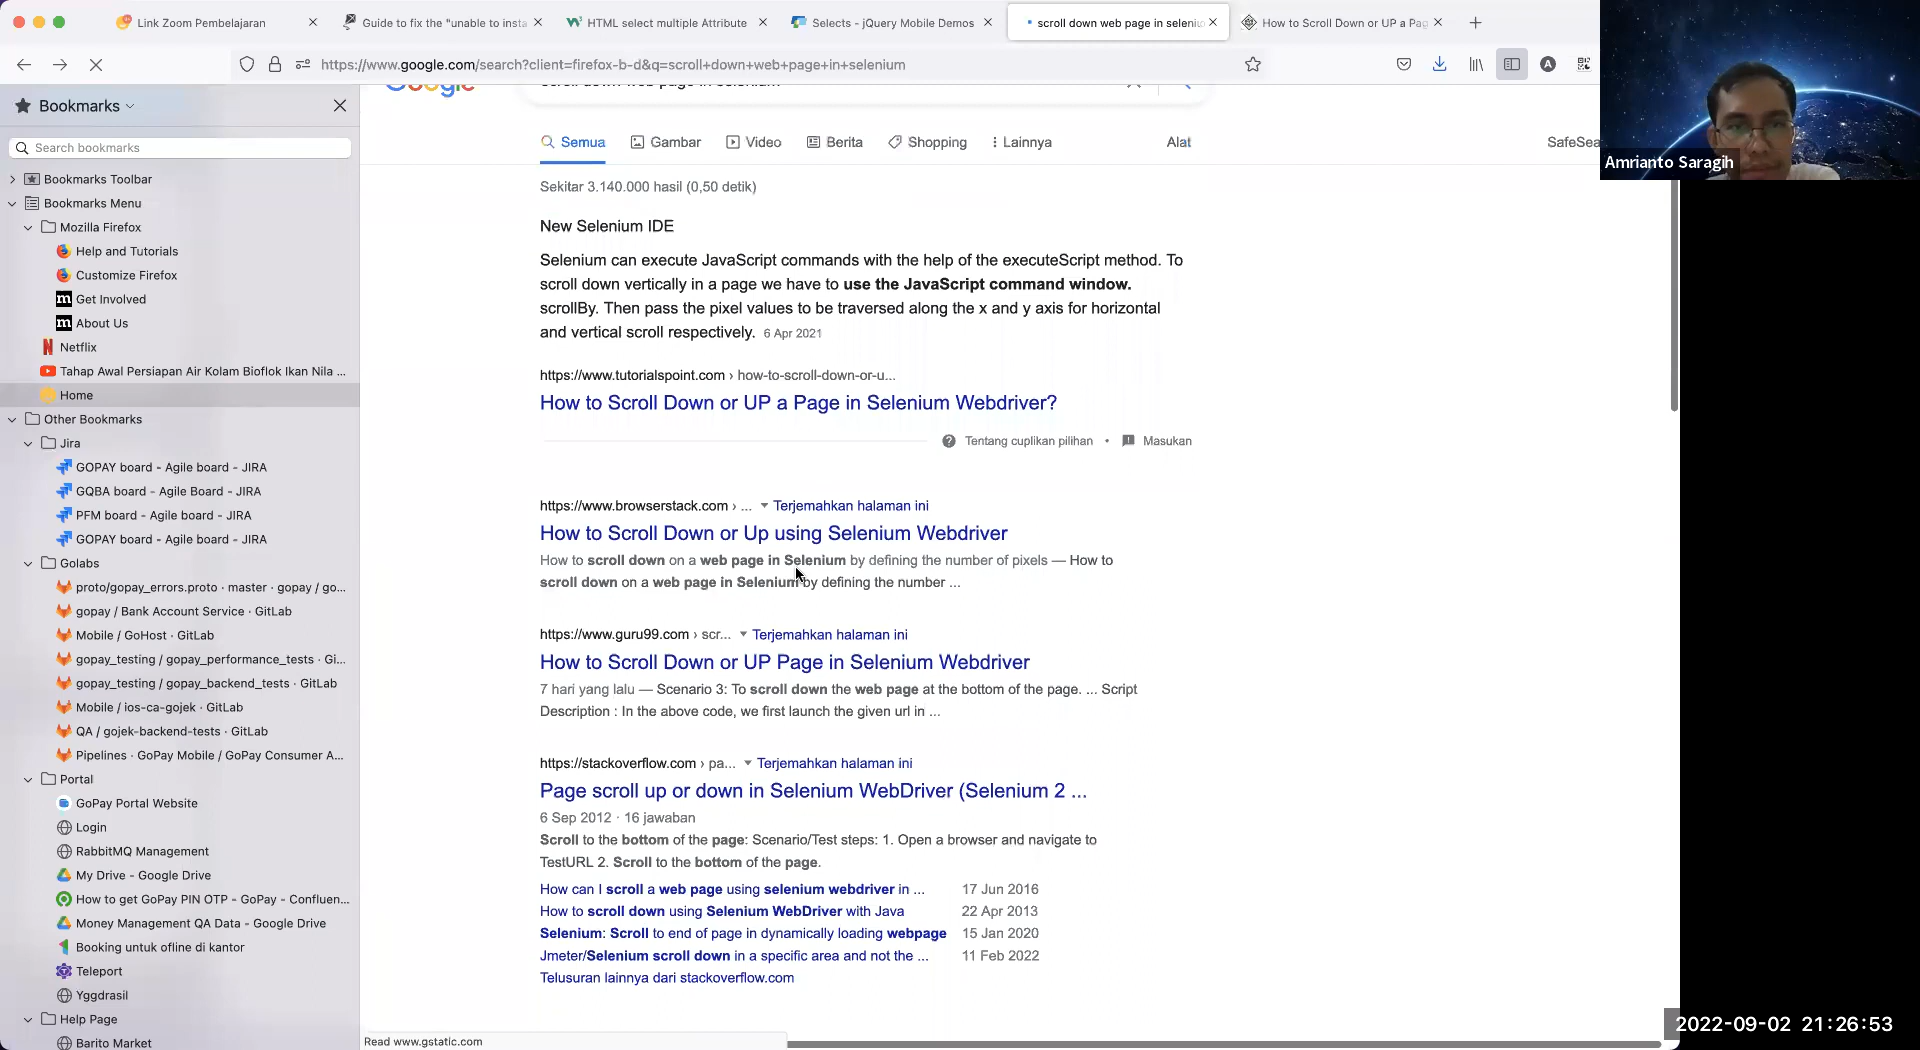 Link Zoom Pembelajaran
Guide to fix the "unable to insta
HTML select multiple Attribute
Selects - jQuery Mobile Demos
scroll down web page in seleniu
How to Scroll Down or UP a Pag
https://www.google.com/search?client=firefox-b-d&q=scroll+down+web+page+in+selenium
Bookmarks
Search bookmarks
Bookmarks Toolbar
Bookmarks Menu
Mozilla Firefox
Help and Tutorials
Customize Firefox
Get Involved
About Us
Netflix
Tahap Awal Persiapan Air Kolam Bioflok Ikan Nila ...
Home
Other Bookmarks
Jira
GOPAY board - Agile board - JIRA
GQBA board - Agile Board - JIRA
PFM board - Agile board - JIRA
GOPAY board - Agile board - JIRA
Golabs
proto/gopay_errors.proto · master · gopay / go...
gopay / Bank Account Service · GitLab
Mobile / GoHost · GitLab
gopay_testing / gopay_performance_tests · Gi...
gopay_testing / gopay_backend_tests · GitLab
Mobile / ios-ca-gojek · GitLab
QA / gojek-backend-tests · GitLab
Pipelines · GoPay Mobile / GoPay Consumer A...
Portal
GoPay Portal Website
Login
RabbitMQ Management
My Drive - Google Drive
How to get GoPay PIN OTP - GoPay - Confluen...
Money Management QA Data - Google Drive
Booking untuk ofline di kantor
Teleport
Yggdrasil
Help Page
Barito Market
Google
scroll down web page in selenium
Semua Gambar Video Berita Shopping Lainnya Alat SafeSea
Sekitar 3.140.000 hasil (0,50 detik)
New Selenium IDE
Selenium can execute JavaScript commands with the help of the executeScript method. To
scroll down vertically in a page we have to use the JavaScript command window.
scrollBy. Then pass the pixel values to be traversed along the x and y axis for horizontal
and vertical scroll respectively. 6 Apr 2021
https://www.tutorialspoint.com › how-to-scroll-down-or-u...
How to Scroll Down or UP a Page in Selenium Webdriver?
Tentang cuplikan pilihan • Masukan
https://www.browserstack.com › ... Terjemahkan halaman ini
How to Scroll Down or Up using Selenium Webdriver
How to scroll down on a web page in Selenium by defining the number of pixels — How to
scroll down on a web page in Selenium by defining the number ...
https://www.guru99.com › scr... Terjemahkan halaman ini
How to Scroll Down or UP Page in Selenium Webdriver
7 hari yang lalu — Scenario 3: To scroll down the web page at the bottom of the page. ... Script
Description : In the above code, we first launch the given url in ...
https://stackoverflow.com › pa... Terjemahkan halaman ini
Page scroll up or down in Selenium WebDriver (Selenium 2 ...
6 Sep 2012 · 16 jawaban
Scroll to the bottom of the page: Scenario/Test steps: 1. Open a browser and navigate to
TestURL 2. Scroll to the bottom of the page.
How can I scroll a web page using selenium webdriver in ... 17 Jun 2016
How to scroll down using Selenium WebDriver with Java 22 Apr 2013
Selenium: Scroll to end of page in dynamically loading webpage 15 Jan 2020
Jmeter/Selenium scroll down in a specific area and not the ... 11 Feb 2022
Telusuran lainnya dari stackoverflow.com
Read www.gstatic.com
Amrianto Saragih
2022-09-02 21:26:53